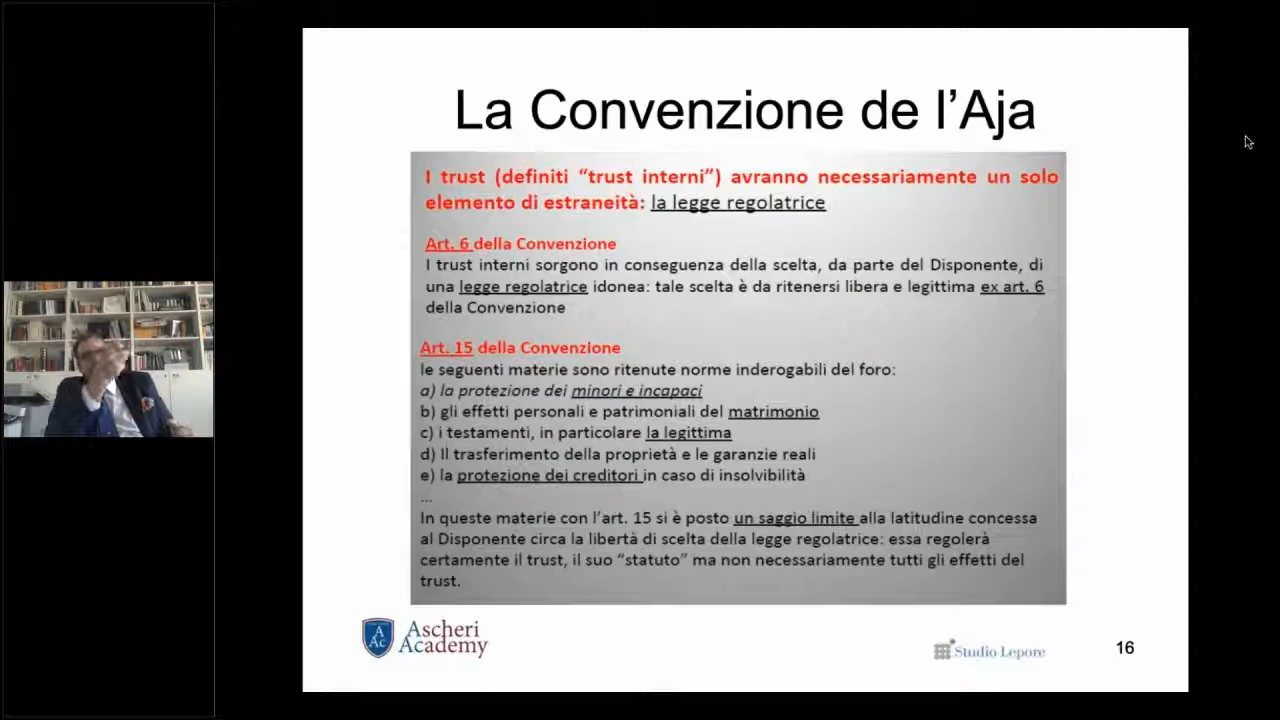 La Convenzione de l’Aja
I trust (definiti “trust interni”) avranno necessariamente un solo
elemento di estraneità: la legge regolatrice
Art. 6 della Convenzione
I trust interni sorgono in conseguenza della scelta, da parte del Disponente, di
una legge regolatrice idonea: tale scelta è da ritenersi libera e legittima ex art. 6
della Convenzione
Art. 15 della Convenzione
le seguenti materie sono ritenute norme inderogabili del foro:
a) la protezione dei minori e incapaci
b) gli effetti personali e patrimoniali del matrimonio
c) i testamenti, in particolare la legittima
d) Il trasferimento della proprietà e le garanzie reali
e) la protezione dei creditori in caso di insolvibilità
...
In queste materie con l’art. 15 si è posto un saggio limite alla latitudine concessa
al Disponente circa la libertà di scelta della legge regolatrice: essa regolerà
certamente il trust, il suo “statuto” ma non necessariamente tutti gli effetti del
trust.
A
Ac
Ascheri
Academy
Studio Lepore
16